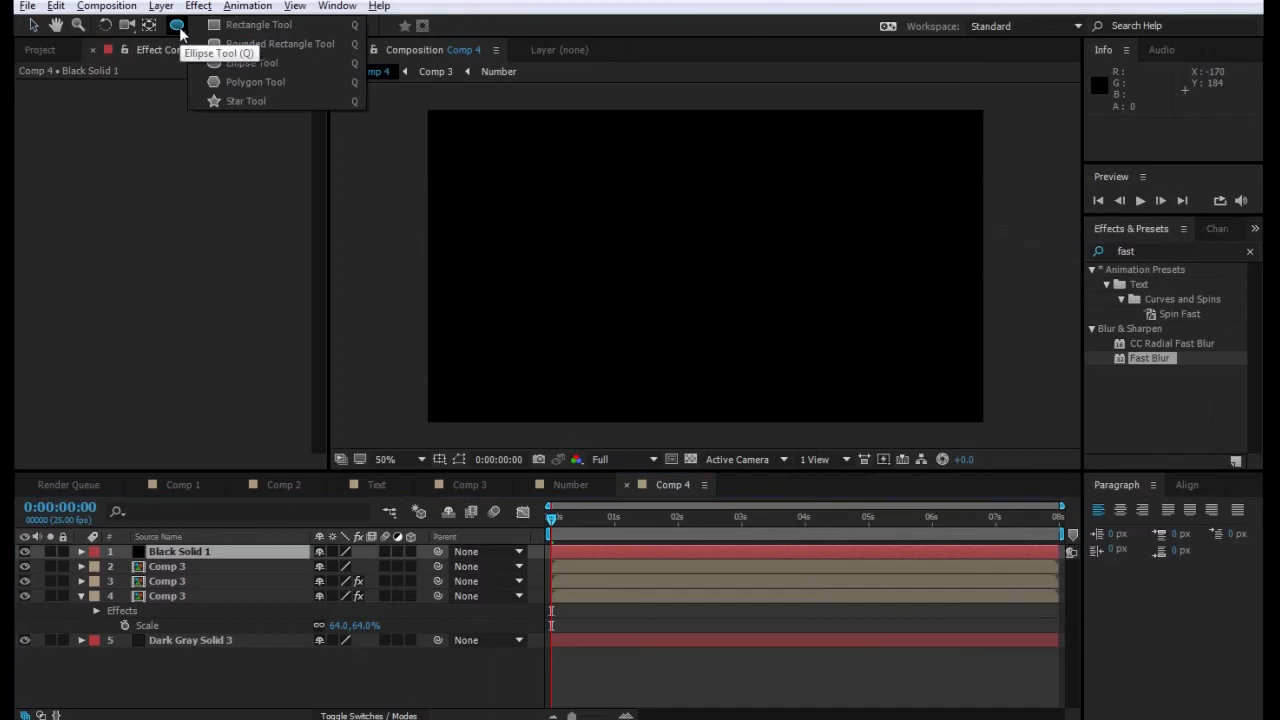 File Edit Composition Layer Effect Animation View Window Help
Rectangle Tool Q
Rounded Rectangle Tool Q
Ellipse Tool Q
Polygon Tool Q
Star Tool Q
Ellipse Tool (Q)
Workspace: Standard
Search Help
Project
Composition Comp 4
Layer (none)
Info
Audio
Comp 4 • Black Solid 1
Comp 3
Number
R:
G:
B:
A: 0
X: -170
Y: 184
Preview
Effects & Presets
fast
* Animation Presets
Text
Curves and Spins
Spin Fast
Blur & Sharpen
CC Radial Fast Blur
Fast Blur
50%
0:00:00:00
Full
Active Camera
1 View
+0.0
Render Queue
Comp 1
Comp 2
Text
Comp 3
Number
Comp 4
Paragraph
Align
0:00:00:00
00000 (25.00 fps)
01s 02s 03s 04s 05s 06s 07s 08s
# Source Name Parent
1 Black Solid 1 None
2 Comp 3 None
3 Comp 3 fx None
4 Comp 3 fx None
Effects
Scale 64.0,64.0%
5 Dark Gray Solid 3 None
0 px 0 px 0 px
0 px 0 px
Toggle Switches / Modes